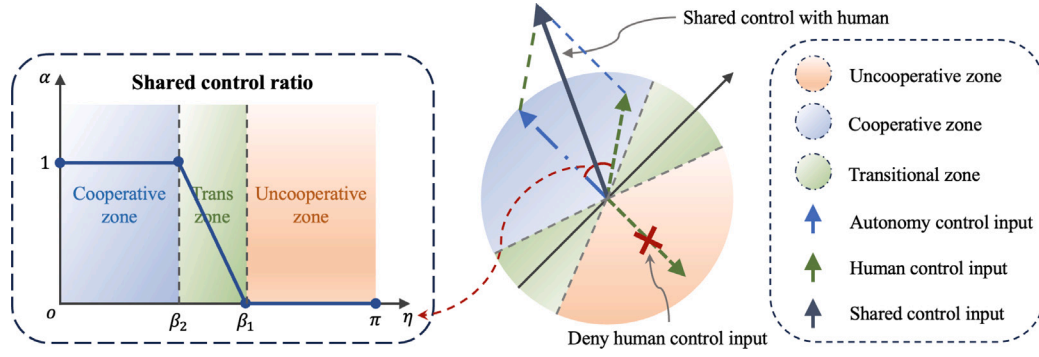 Shared control ratio
α
1
Cooperative
zone
Trans
zone
Uncooperative
zone
o
β₂
β₁
π
η
Shared control with human
Deny human control input
Uncooperative zone
Cooperative zone
Transitional zone
Autonomy control input
Human control input
Shared control input